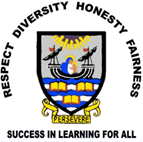 RESPECT DIVERSITY HONESTY FAIRNESS
PERSEVERE
SUCCESS IN LEARNING FOR ALL